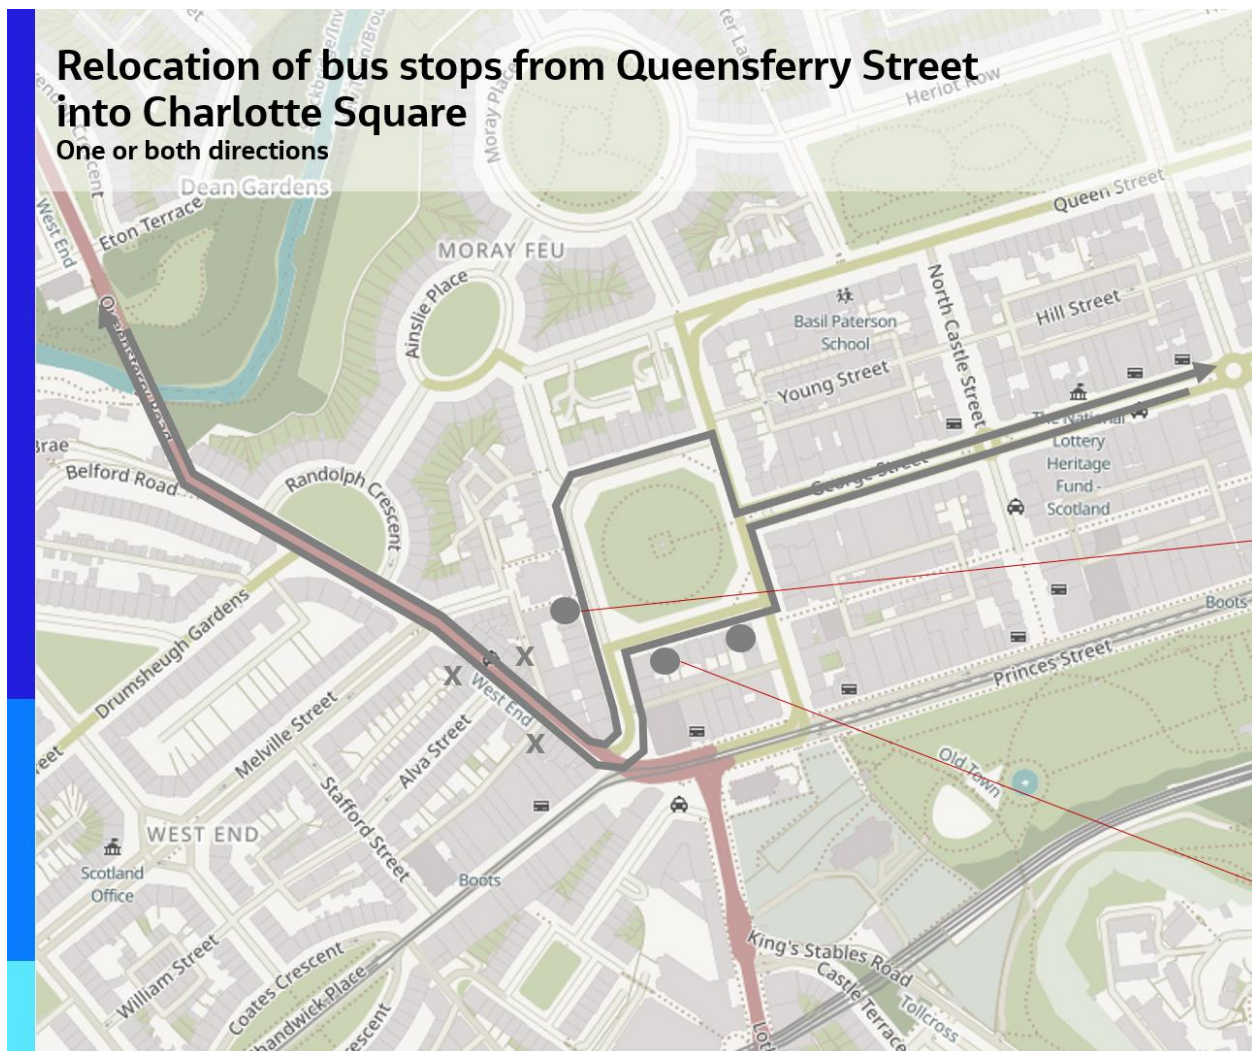 Relocation of bus stops from Queensferry Street
into Charlotte Square
One or both directions
Moray Place
Heriot Row
Dean Gardens
Queen Street
West End
Eton Terrace
MORAY FEU
Ainslie Place
North Castle Street
Hill Street
Basil Paterson
School
Young Street
The National
Lottery
Heritage
Fund -
Scotland
George Street
Belford Road
Randolph Crescent
Drumsheugh Gardens
Boots
Princes Street
X
X
X
West End
Melville Street
Alva Street
Stafford Street
Old Town
WEST END
Scotland
Office
Boots
William Street
Coates Crescent
King's Stables Road
Castle Terrace
Tollcross